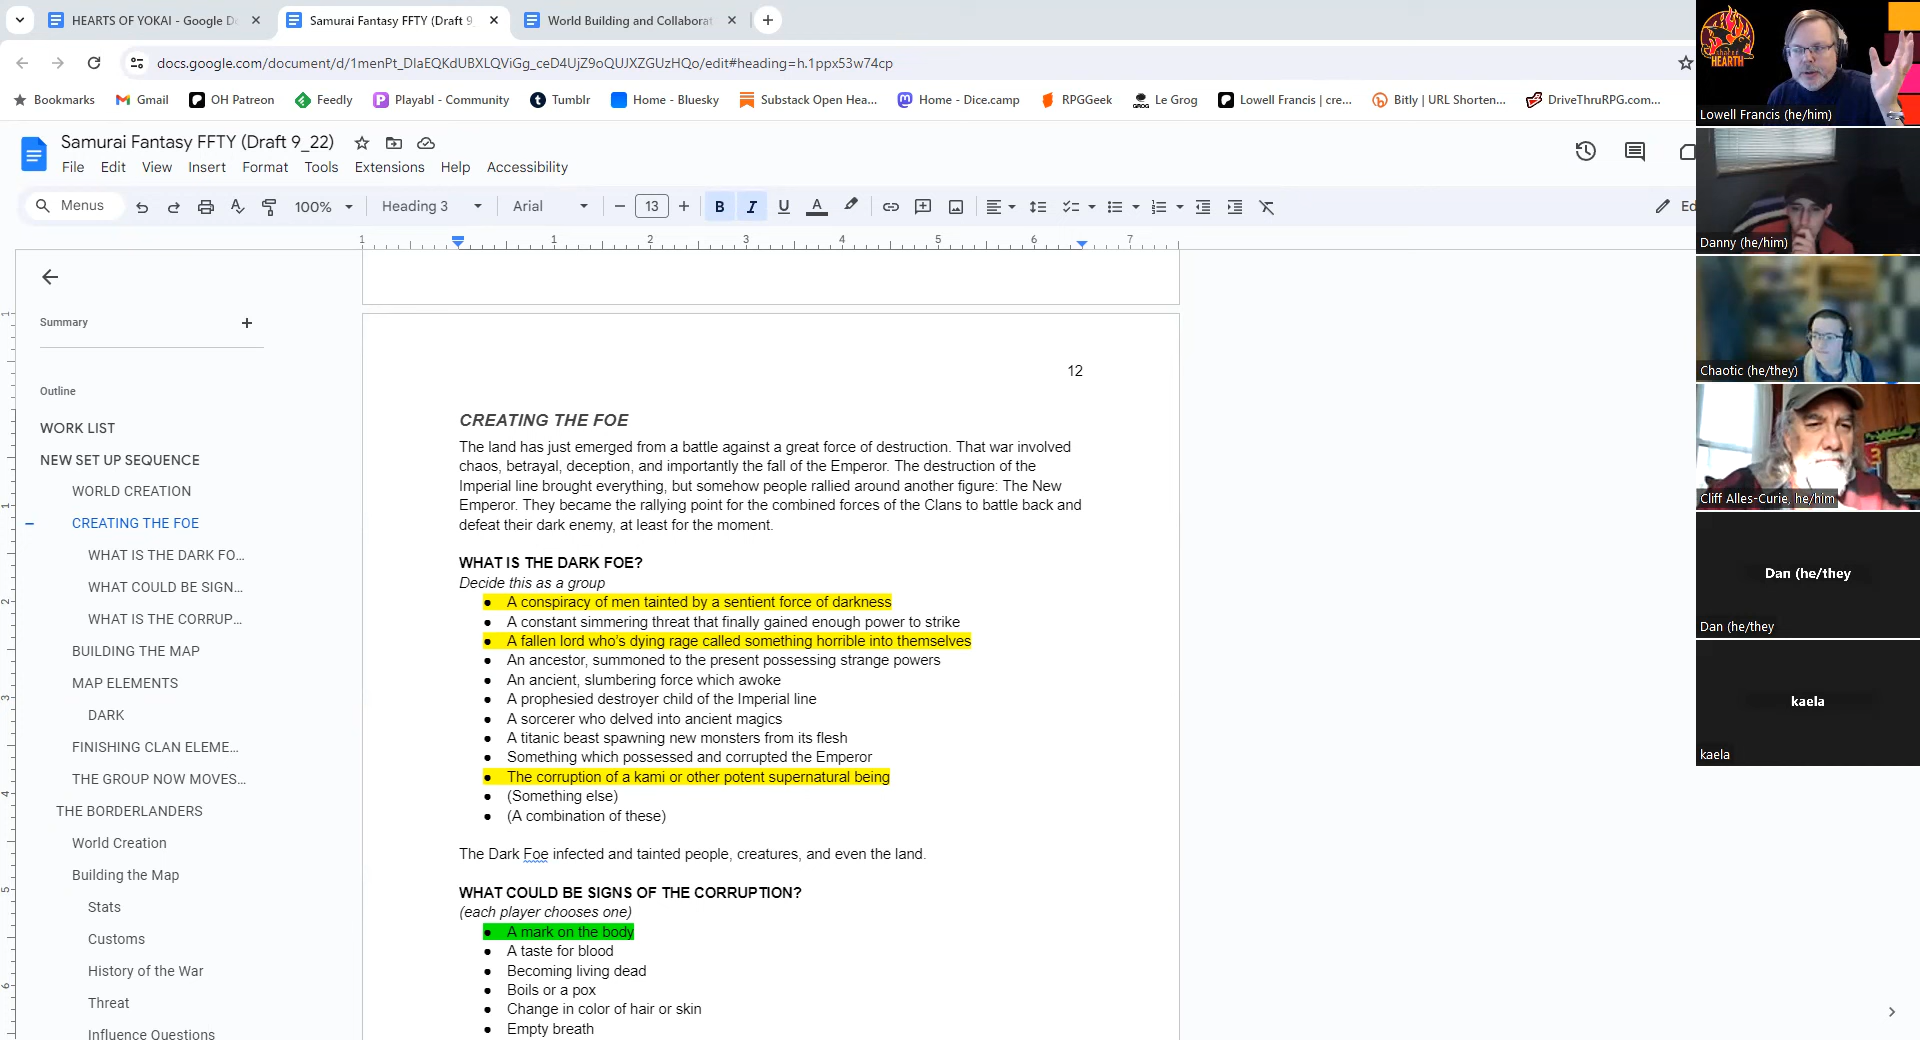 HEARTS OF YOKAI - Google D
Samurai Fantasy FFTY (Draft 9
World Building and Collaborat
docs.google.com/document/d/1menPt_DIaEQKdUBXLQViGg_ceD4UjZ9oQUJXZGUzHQo/edit#heading=h.1ppx53w74cp
Bookmarks
Gmail
OH Patreon
Feedly
Playabl - Community
Tumblr
Home - Bluesky
Substack Open Hea...
Home - Dice.camp
RPGGeek
Le Grog
Lowell Francis | cre...
Bitly | URL Shorten...
DriveThruRPG.com...
Samurai Fantasy FFTY (Draft 9_22)
File Edit View Insert Format Tools Extensions Help Accessibility
Menus
100%
Heading 3
Arial
13
B I U A
Ed
1 1 2 3 4 5 6 7
Summary
Outline
WORK LIST
NEW SET UP SEQUENCE
WORLD CREATION
CREATING THE FOE
WHAT IS THE DARK FO...
WHAT COULD BE SIGN...
WHAT IS THE CORRUP...
BUILDING THE MAP
MAP ELEMENTS
DARK
FINISHING CLAN ELEME...
THE GROUP NOW MOVES...
THE BORDERLANDERS
World Creation
Building the Map
Stats
Customs
History of the War
Threat
Influence Questions
1
1
2
3
4
5
6
12
CREATING THE FOE
The land has just emerged from a battle against a great force of destruction. That war involved
chaos, betrayal, deception, and importantly the fall of the Emperor. The destruction of the
Imperial line brought everything, but somehow people rallied around another figure: The New
Emperor. They became the rallying point for the combined forces of the Clans to battle back and
defeat their dark enemy, at least for the moment.
WHAT IS THE DARK FOE?
Decide this as a group
● A conspiracy of men tainted by a sentient force of darkness
● A constant simmering threat that finally gained enough power to strike
● A fallen lord who's dying rage called something horrible into themselves
● An ancestor, summoned to the present possessing strange powers
● An ancient, slumbering force which awoke
● A prophesied destroyer child of the Imperial line
● A sorcerer who delved into ancient magics
● A titanic beast spawning new monsters from its flesh
● Something which possessed and corrupted the Emperor
● The corruption of a kami or other potent supernatural being
● (Something else)
● (A combination of these)
The Dark Foe infected and tainted people, creatures, and even the land.
WHAT COULD BE SIGNS OF THE CORRUPTION?
(each player chooses one)
● A mark on the body
● A taste for blood
● Becoming living dead
● Boils or a pox
● Change in color of hair or skin
● Empty breath
HEARTH
Lowell Francis (he/him)
Danny (he/him)
Chaotic (he/they)
Cliff Alles-Curie, he/him
Dan (he/they
Dan (he/they
kaela
kaela